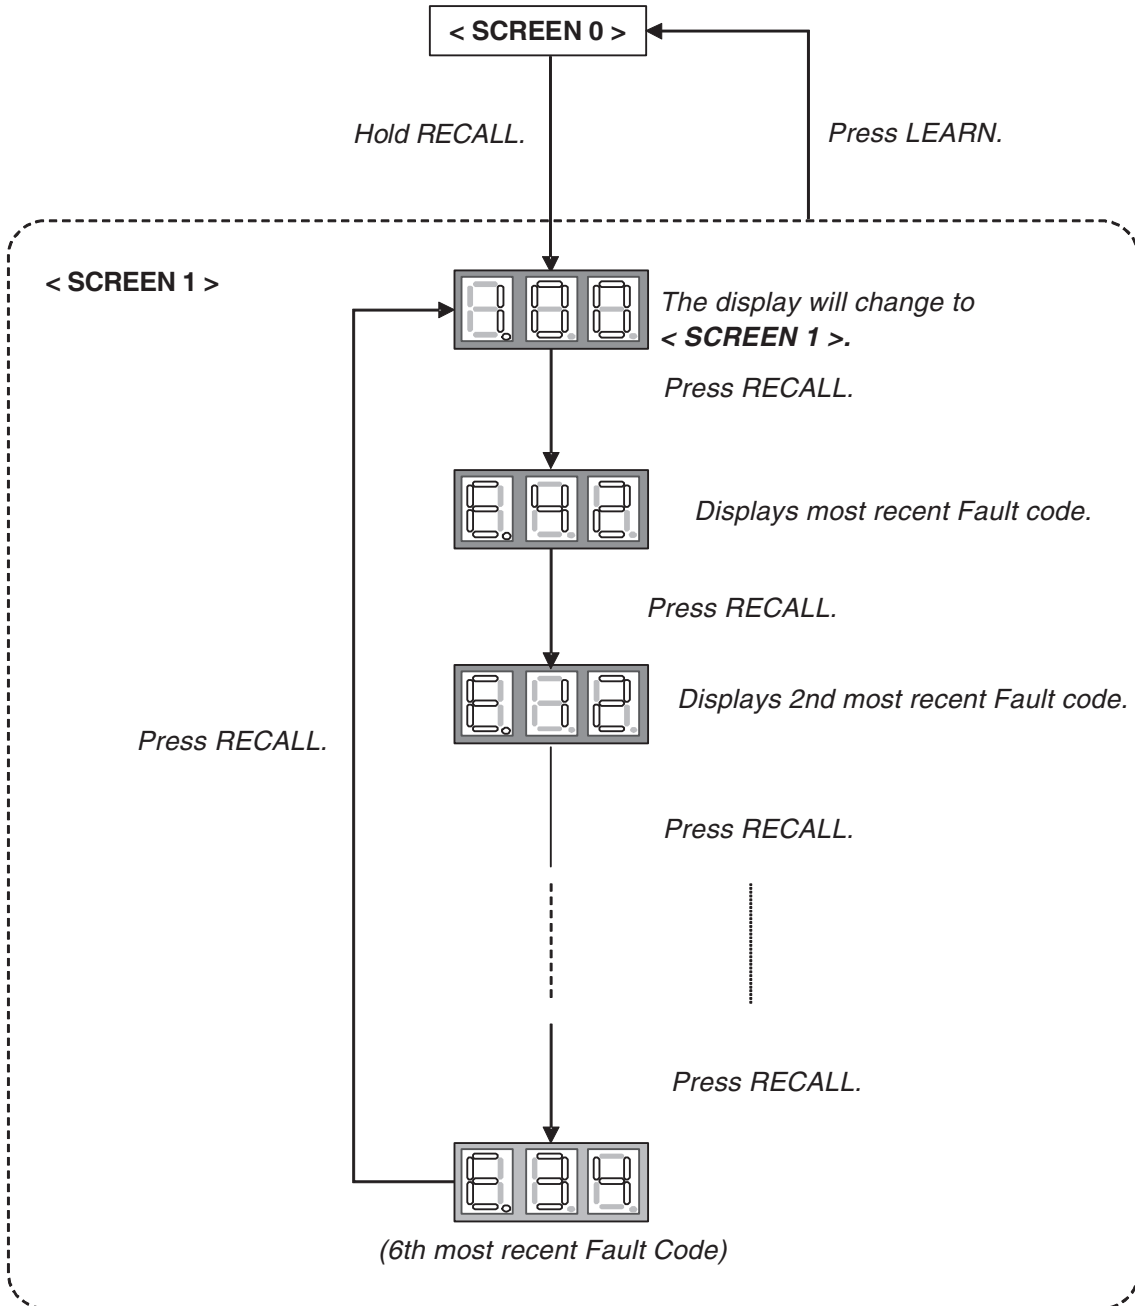 < SCREEN 0 >
Hold RECALL.
Press LEARN.
< SCREEN 1 >
1.00
The display will change to
< SCREEN 1 >.
Press RECALL.
E.42
Displays most recent Fault code.
Press RECALL.
E.12
Displays 2nd most recent Fault code.
Press RECALL.
Press RECALL.
Press RECALL.
E.34
(6th most recent Fault Code)